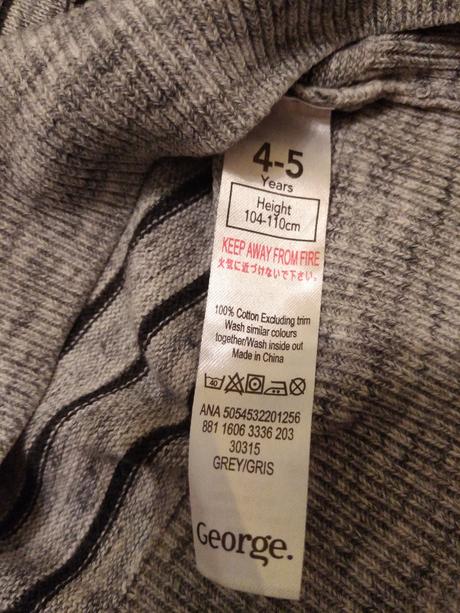 4-5
Years
Height
104-110cm
KEEP AWAY FROM FIRE
火気に近づけないで下さい。
100% Cotton Excluding trim
Wash similar colours
together/Wash inside out
Made in China
40
ANA 5054532201256
881 1606 3336 203
30315
GREY/GRIS
George.